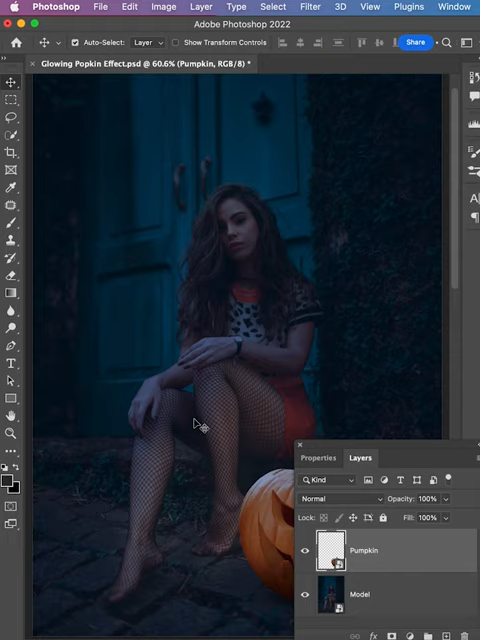 Photoshop File Edit Image Layer Type Select Filter 3D View Plugins Window
Adobe Photoshop 2022
Auto-Select: Layer Show Transform Controls Share
Glowing Popkin Effect.psd @ 60.6% (Pumpkin, RGB/8) *
Properties Layers
Kind
Normal Opacity: 100%
Lock: Fill: 100%
Pumpkin
Model